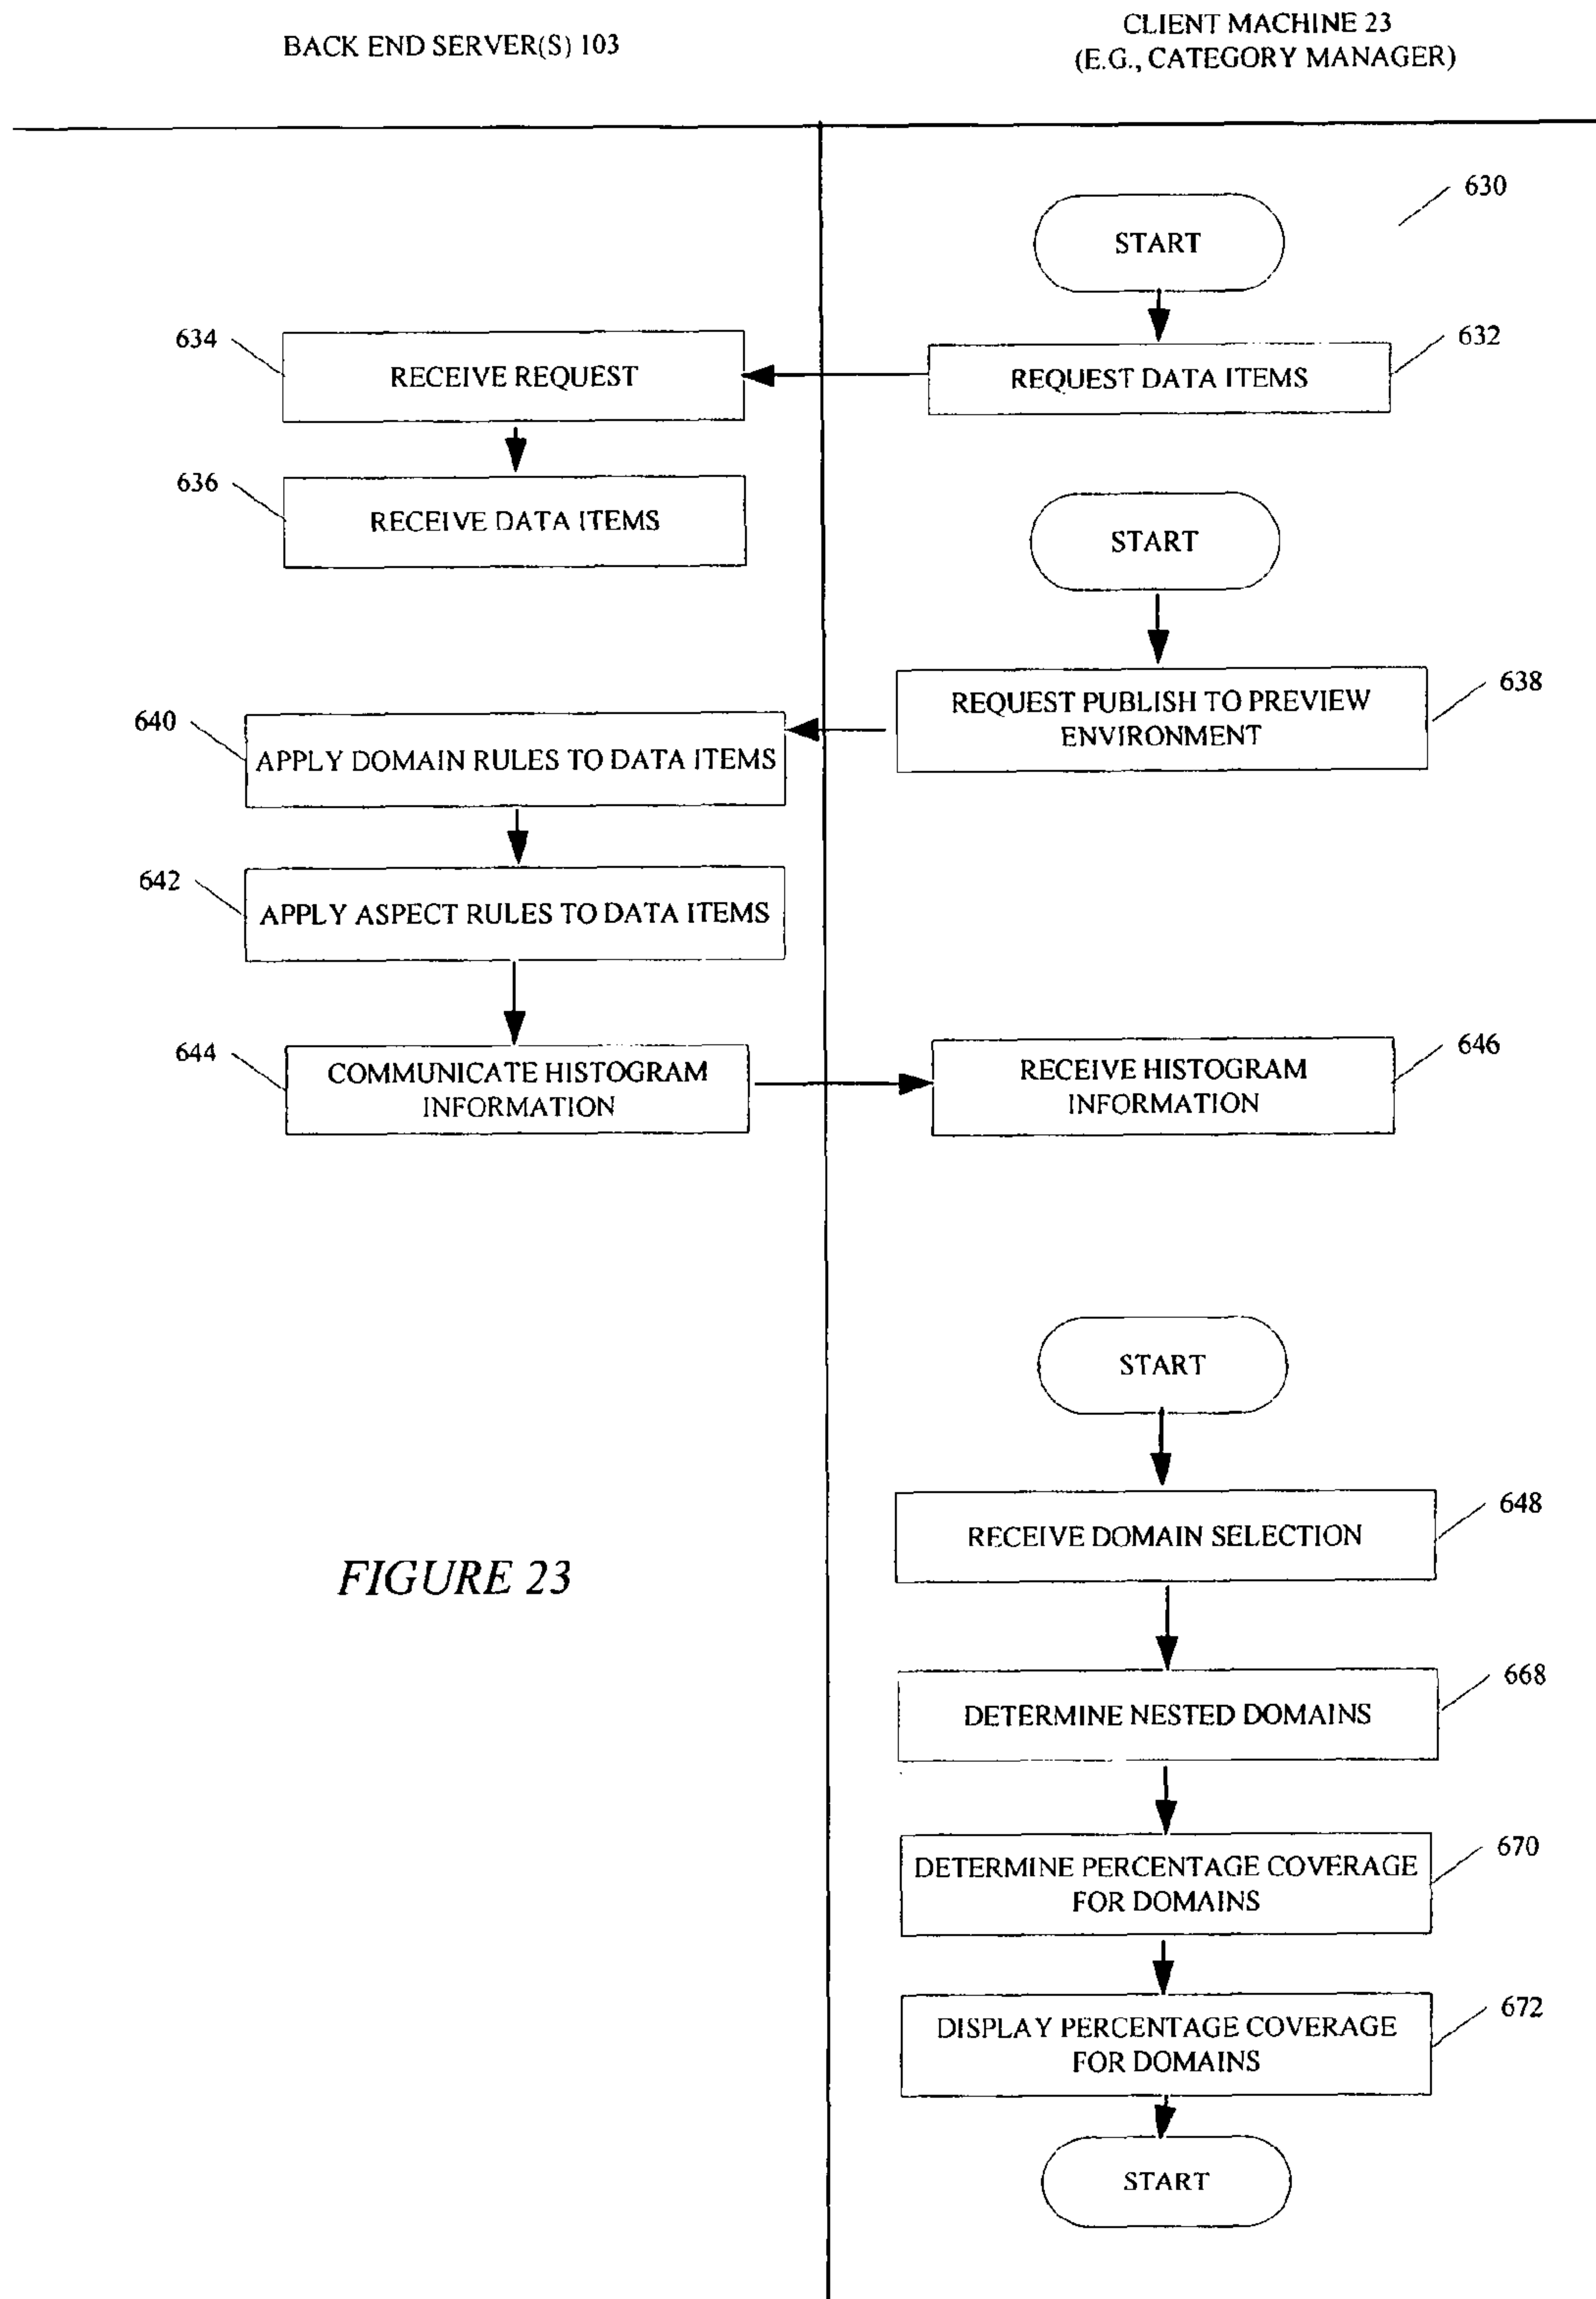 BACK END SERVER(S) 103
CLIENT MACHINE 23
(E.G., CATEGORY MANAGER)
630
START
634
RECEIVE REQUEST
632
REQUEST DATA ITEMS
636
RECEIVE DATA ITEMS
START
638
REQUEST PUBLISH TO PREVIEW
ENVIRONMENT
640
APPLY DOMAIN RULES TO DATA ITEMS
642
APPLY ASPECT RULES TO DATA ITEMS
644
COMMUNICATE HISTOGRAM
INFORMATION
646
RECEIVE HISTOGRAM
INFORMATION
START
648
RECEIVE DOMAIN SELECTION
FIGURE 23
668
DETERMINE NESTED DOMAINS
670
DETERMINE PERCENTAGE COVERAGE
FOR DOMAINS
672
DISPLAY PERCENTAGE COVERAGE
FOR DOMAINS
START